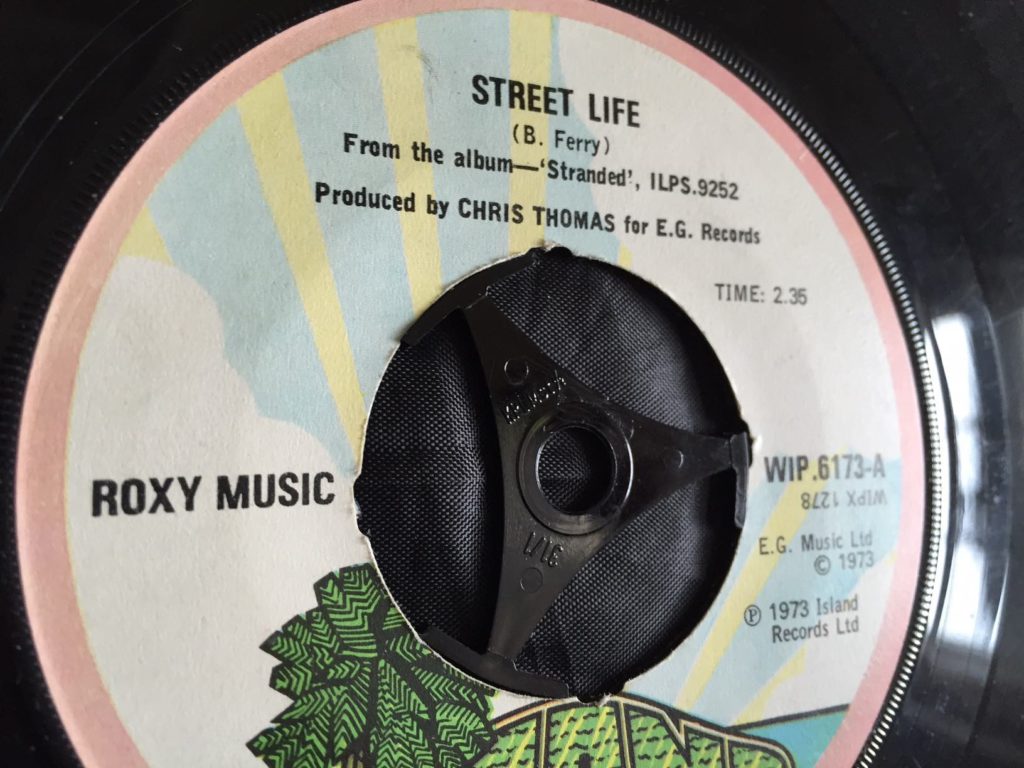 STREET LIFE
(B. Ferry)
From the album—‘Stranded’, ILPS.9252
Produced by CHRIS THOMAS for E.G. Records
TIME: 2.35
ROXY MUSIC
WIP.6173-A
WIPX 1278
E.G. Music Ltd
© 1973
℗ 1973 Island
Records Ltd